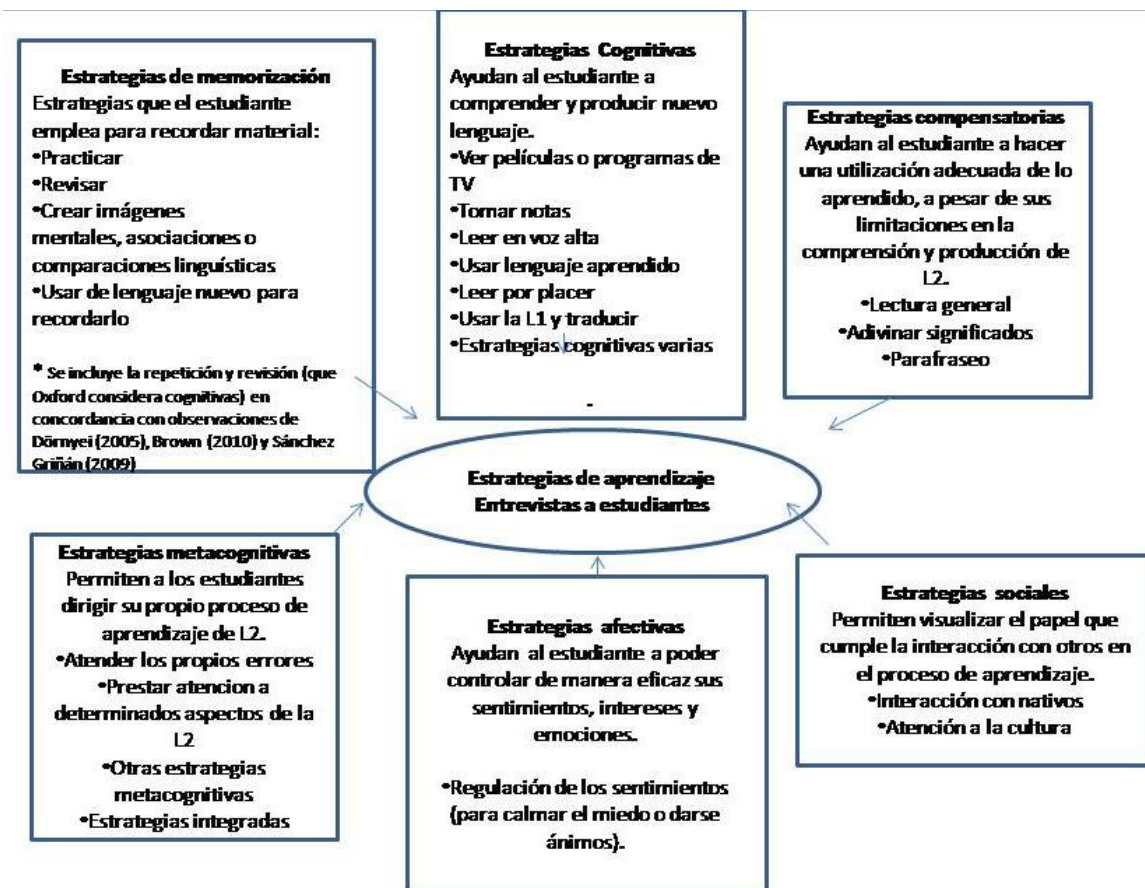 Estrategias de memorización
Estrategias que el estudiante
emplea para recordar material:
•Practicar
•Revisar
•Crear imágenes
mentales, asociaciones o
comparaciones linguísticas
•Usar de lenguaje nuevo para
recordarlo
* Se incluye la repetición y revisión (que
Oxford considera cognitivas) en
concordancia con observaciones de
Dörnyei (2005), Brown (2010) y Sánchez
Griñán (2009)
Estrategias Cognitivas
Ayudan al estudiante a
comprender y producir nuevo
lenguaje.
•Ver películas o programas de
TV
•Tomar notas
•Leer en voz alta
•Usar lenguaje aprendido
•Leer por placer
•Usar la L1 y traducir
•Estrategias cognitivas varias
-
Estrategias compensatorias
Ayudan al estudiante a hacer
una utilización adecuada de lo
aprendido, a pesar de sus
limitaciones en la
comprensión y producción de
L2.
•Lectura general
•Adivinar significados
•Parafraseo
Estrategias de aprendizaje
Entrevistas a estudiantes
Estrategias metacognitivas
Permiten a los estudiantes
dirigir su propio proceso de
aprendizaje de L2.
•Atender los propios errores
•Prestar atencion a
determinados aspectos de la
L2
•Otras estrategias
metacognitivas
•Estrategias integradas
Estrategias afectivas
Ayudan al estudiante a poder
controlar de manera eficaz sus
sentimientos, intereses y
emociones.
•Regulación de los sentimientos
(para calmar el miedo o darse
ánimos).
Estrategias sociales
Permiten visualizar el papel que
cumple la interacción con otros en
el proceso de aprendizaje.
•Interacción con nativos
•Atención a la cultura